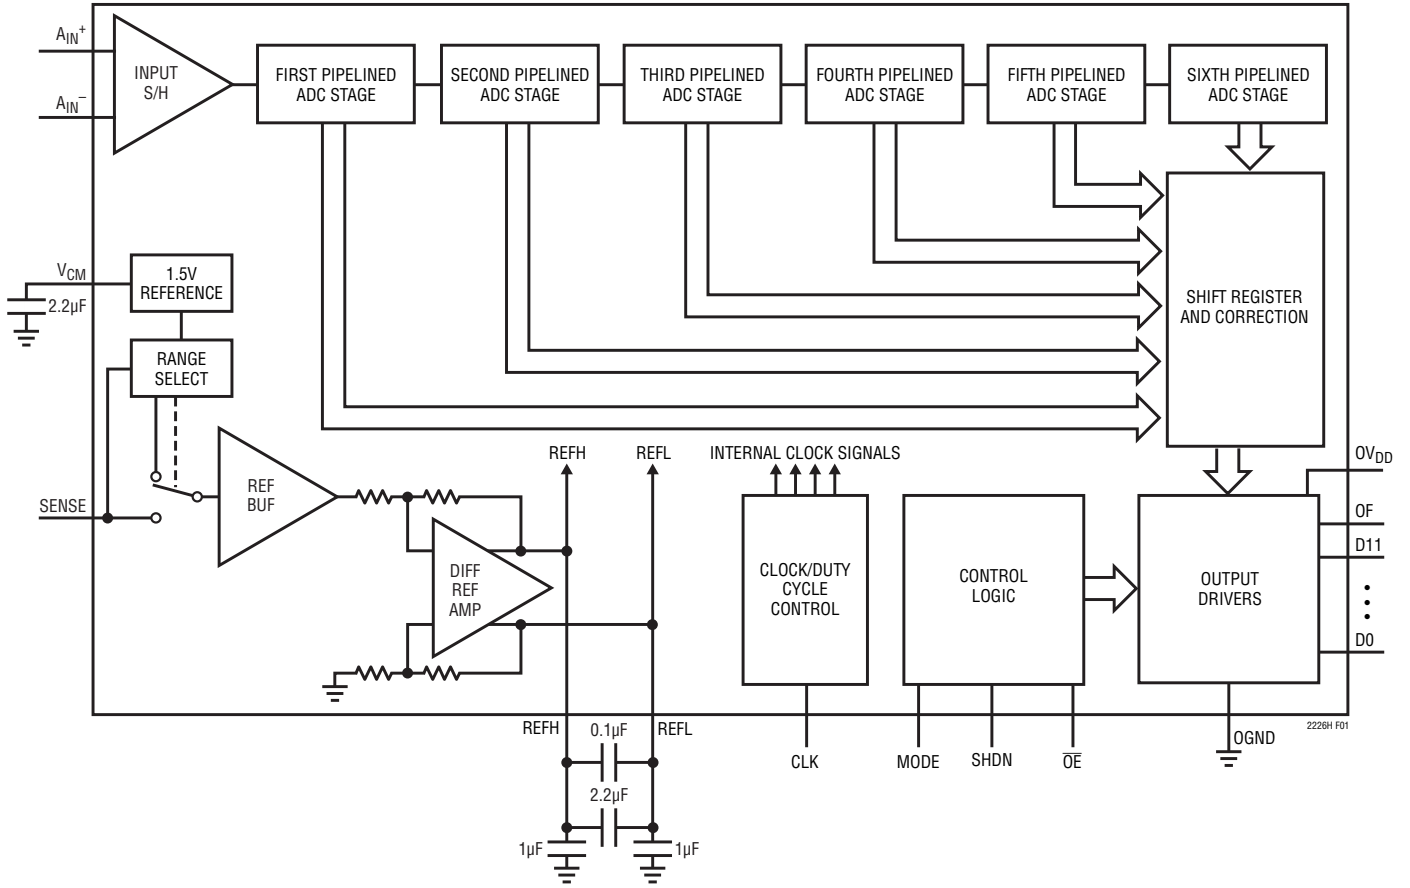 AIN+
AIN−
INPUT
S/H
FIRST PIPELINED
ADC STAGE
SECOND PIPELINED
ADC STAGE
THIRD PIPELINED
ADC STAGE
FOURTH PIPELINED
ADC STAGE
FIFTH PIPELINED
ADC STAGE
SIXTH PIPELINED
ADC STAGE
VCM
2.2µF
1.5V
REFERENCE
RANGE
SELECT
SHIFT REGISTER
AND CORRECTION
SENSE
REF
BUF
REFH
REFL
INTERNAL CLOCK SIGNALS
DIFF
REF
AMP
CLOCK/DUTY
CYCLE
CONTROL
CONTROL
LOGIC
OUTPUT
DRIVERS
OVDD
OF
D11
D0
REFH
0.1µF
REFL
2.2µF
1µF
1µF
CLK
MODE
SHDN
O̅E̅
OGND
2226H F01